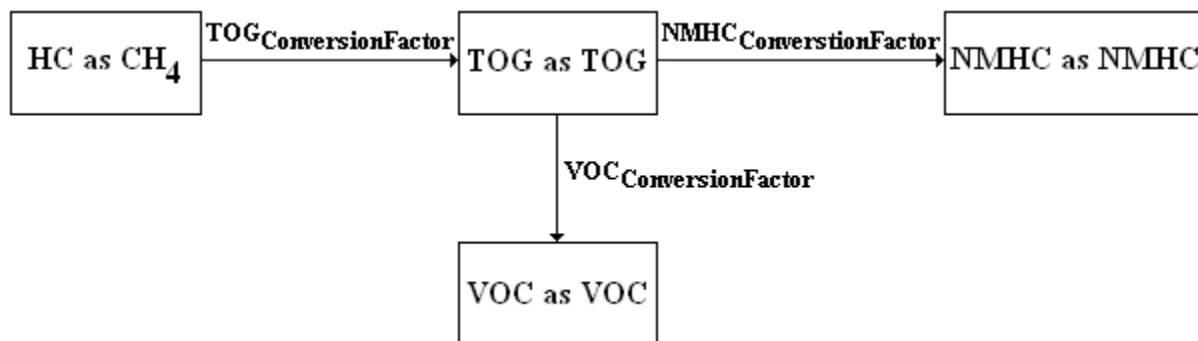 HC as CH4
TOGConversionFactor
TOG as TOG
NMHCConverstionFactor
NMHC as NMHC
VOCConversionFactor
VOC as VOC